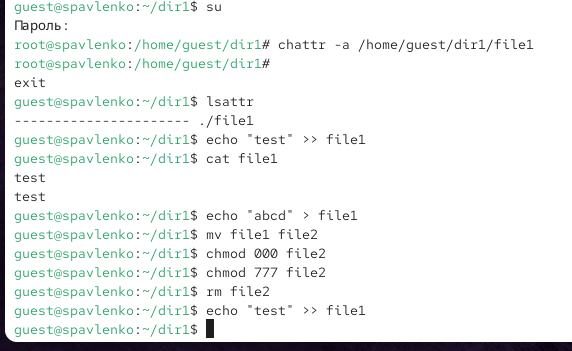 guest@spavlenko:~/dir1$ su
Пароль:
root@spavlenko:/home/guest/dir1# chattr -a /home/guest/dir1/file1
root@spavlenko:/home/guest/dir1#
exit
guest@spavlenko:~/dir1$ lsattr
---------------------- ./file1
guest@spavlenko:~/dir1$ echo "test" >> file1
guest@spavlenko:~/dir1$ cat file1
test
test
guest@spavlenko:~/dir1$ echo "abcd" > file1
guest@spavlenko:~/dir1$ mv file1 file2
guest@spavlenko:~/dir1$ chmod 000 file2
guest@spavlenko:~/dir1$ chmod 777 file2
guest@spavlenko:~/dir1$ rm file2
guest@spavlenko:~/dir1$ echo "test" >> file1
guest@spavlenko:~/dir1$